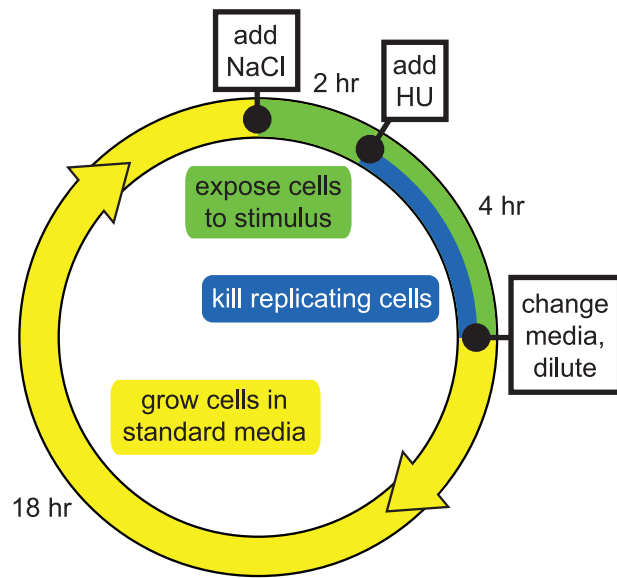 add
NaCl
2 hr
add
HU
expose cells
to stimulus
4 hr
kill replicating cells
change
media,
dilute
grow cells in
standard media
18 hr